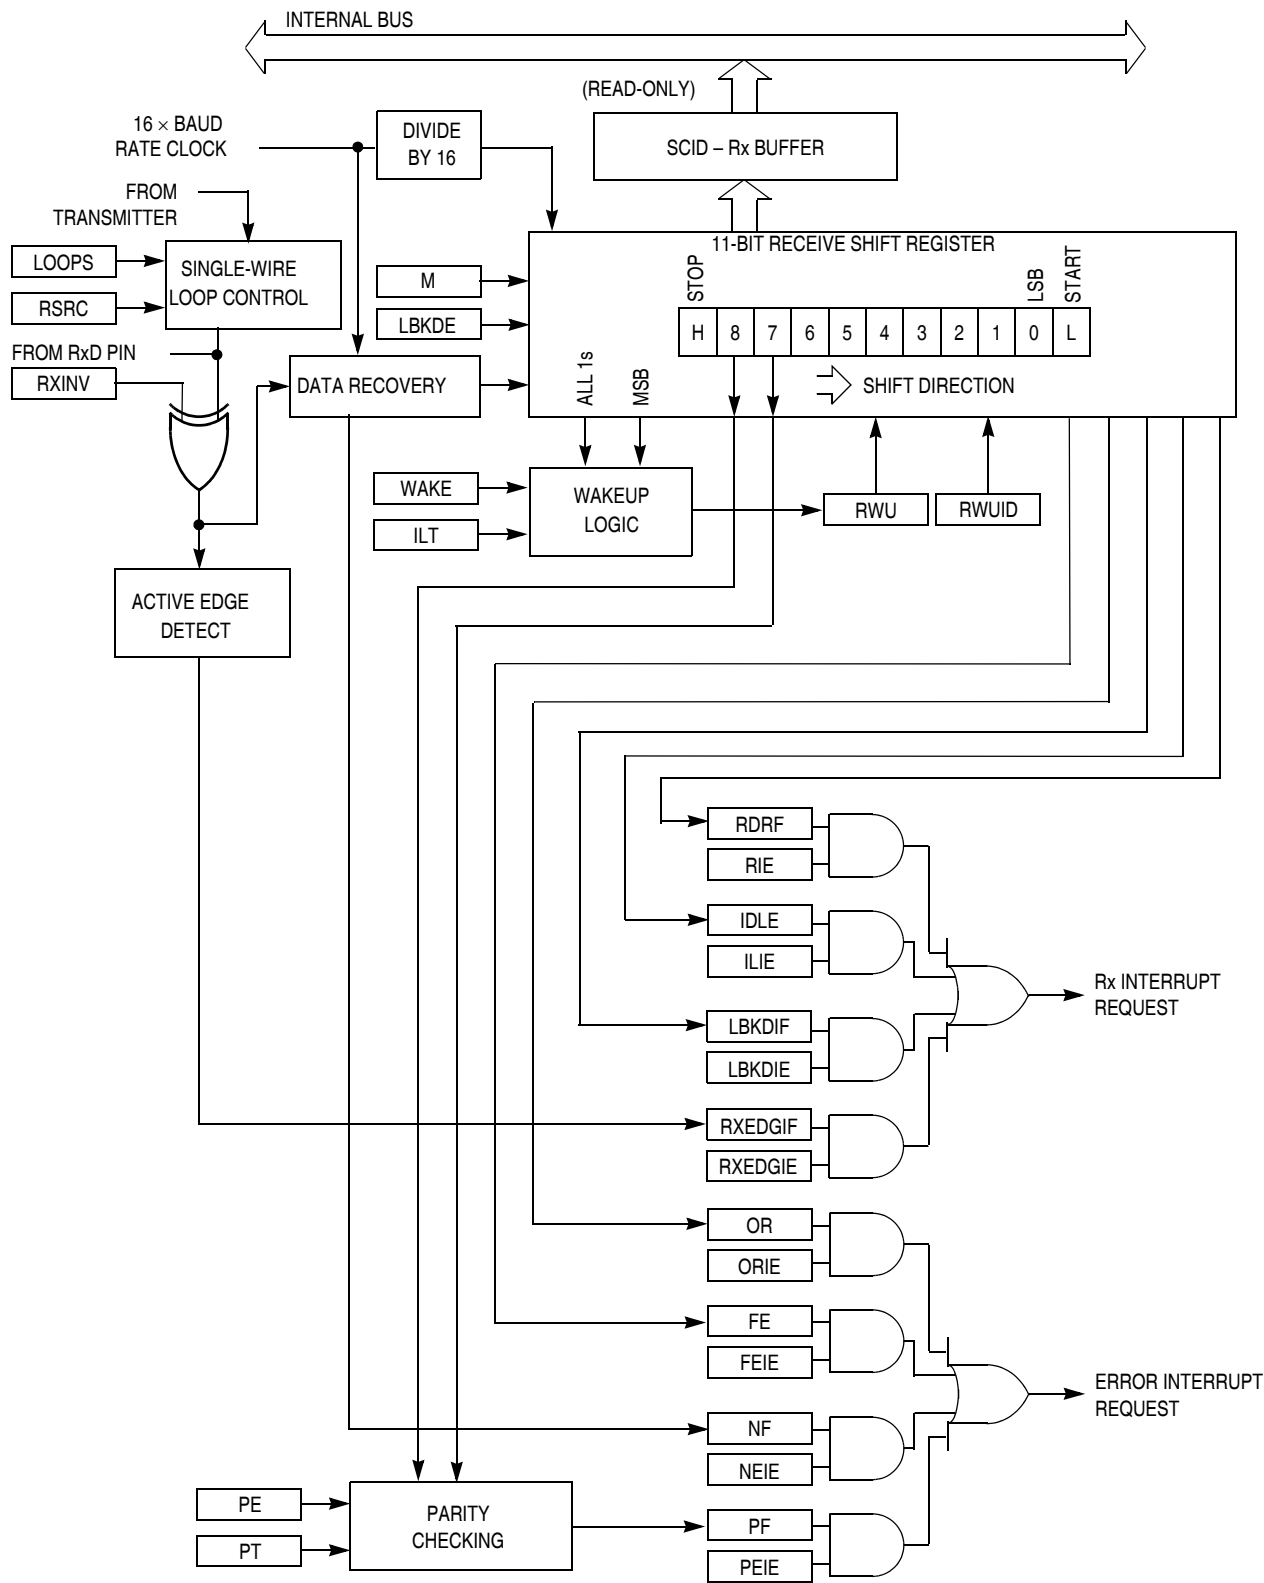 INTERNAL BUS
(READ-ONLY)
16 × BAUD
RATE CLOCK
DIVIDE
BY 16
SCID – Rx BUFFER
FROM
TRANSMITTER
11-BIT RECEIVE SHIFT REGISTER
LOOPS
SINGLE-WIRE
LOOP CONTROL
RSRC
M
LBKDE
STOP
LSB
START
H 8 7 6 5 4 3 2 1 0 L
FROM RxD PIN
RXINV
DATA RECOVERY
ALL 1s
MSB
SHIFT DIRECTION
WAKE
ILT
WAKEUP
LOGIC
RWU
RWUID
ACTIVE EDGE
DETECT
RDRF
RIE
IDLE
ILIE
Rx INTERRUPT
REQUEST
LBKDIF
LBKDIE
RXEDGIF
RXEDGIE
OR
ORIE
FE
FEIE
ERROR INTERRUPT
REQUEST
NF
NEIE
PE
PT
PARITY
CHECKING
PF
PEIE